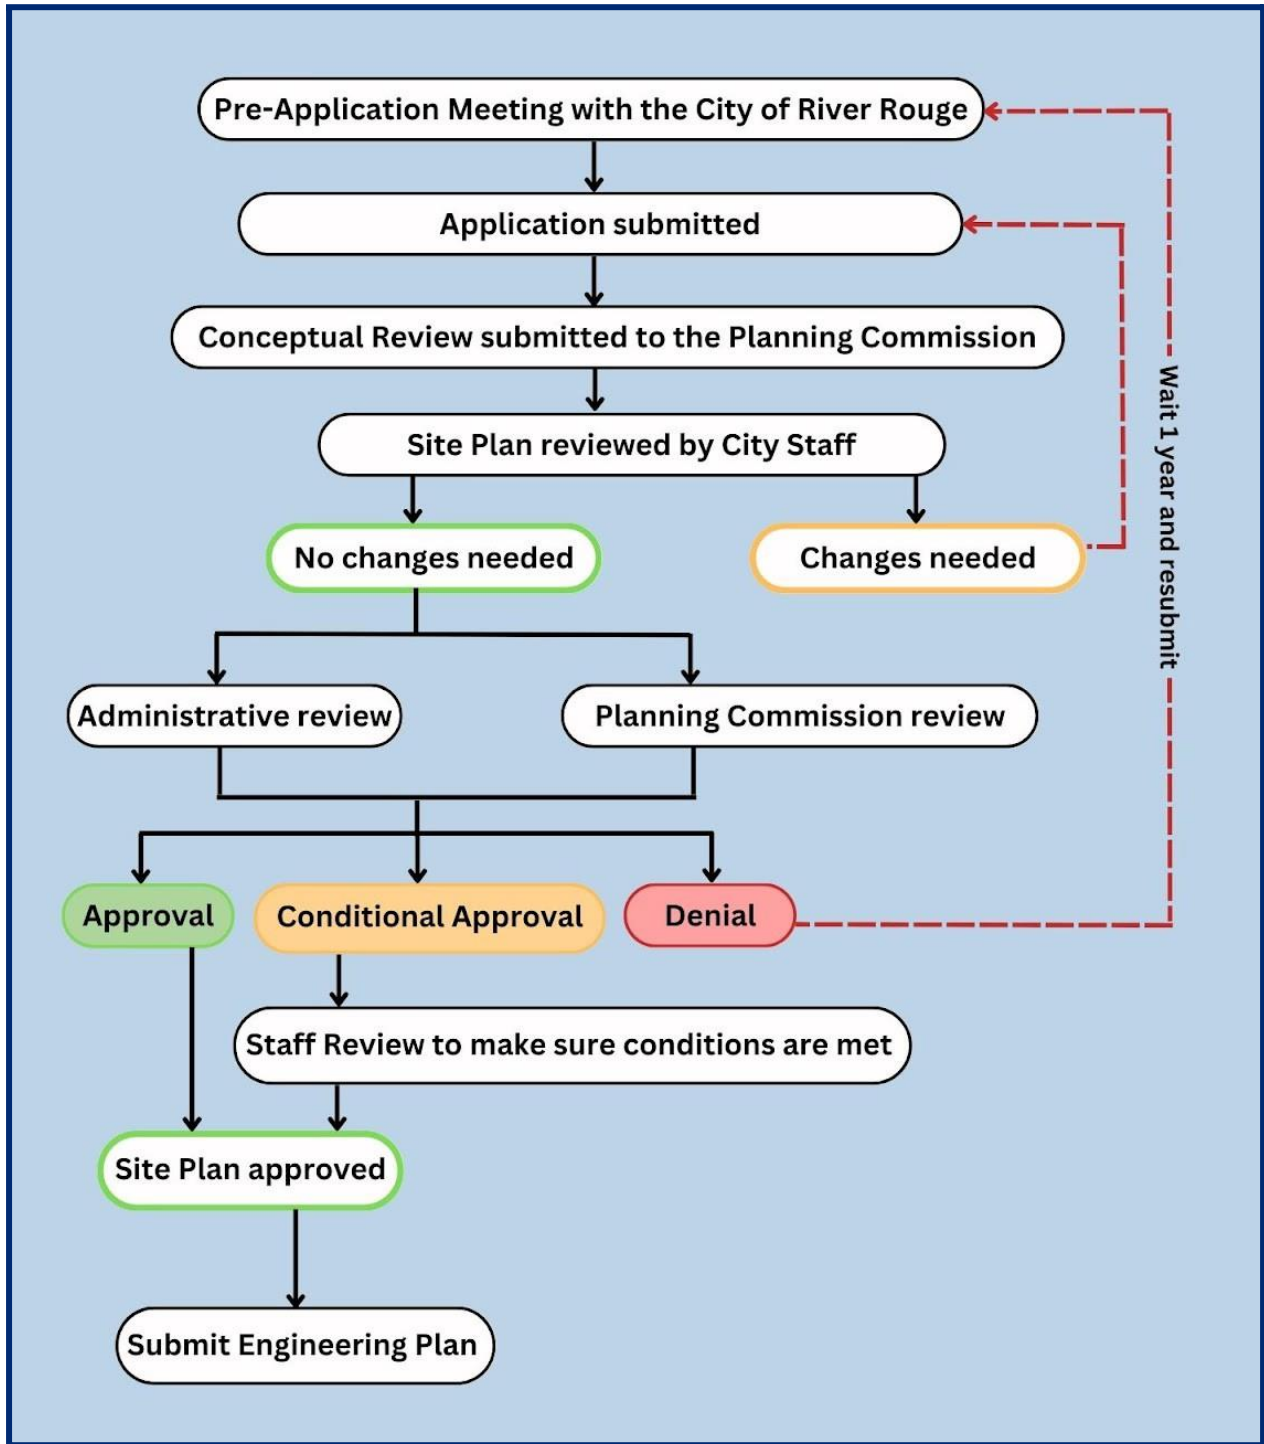 Pre-Application Meeting with the City of River Rouge
Application submitted
Conceptual Review submitted to the Planning Commission
Site Plan reviewed by City Staff
No changes needed
Changes needed
Wait 1 year and resubmit
Administrative review
Planning Commission review
Approval
Conditional Approval
Denial
Staff Review to make sure conditions are met
Site Plan approved
Submit Engineering Plan